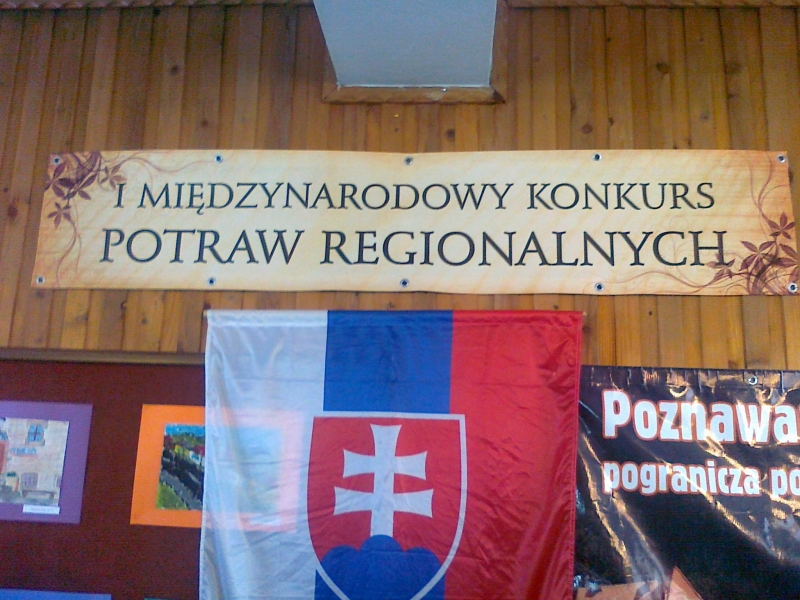 I MIĘDZYNARODOWY KONKURS
POTRAW REGIONALNYCH
Poznawa
pogranicza po